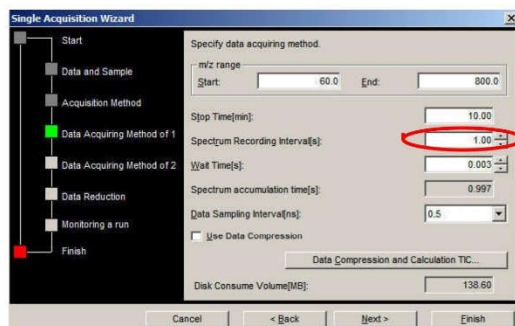 Single Acquisition Wizard
Start
Data and Sample
Acquisition Method
Data Acquiring Method of 1
Data Acquiring Method of 2
Data Reduction
Monitoring a run
Finish
Specify data acquiring method.
m/z range
Start: 60.0 End: 800.0
Stop Time[min]: 10.00
Spectrum Recording Interval[s]: 1.00
Wait Time[s]: 0.003
Spectrum accumulation time[s]: 0.997
Data Sampling Interval[ns]: 0.5
Use Data Compression
Data Compression and Calculation TIC...
Disk Consume Volume[MB]: 138.60
Cancel < Back Next > Finish